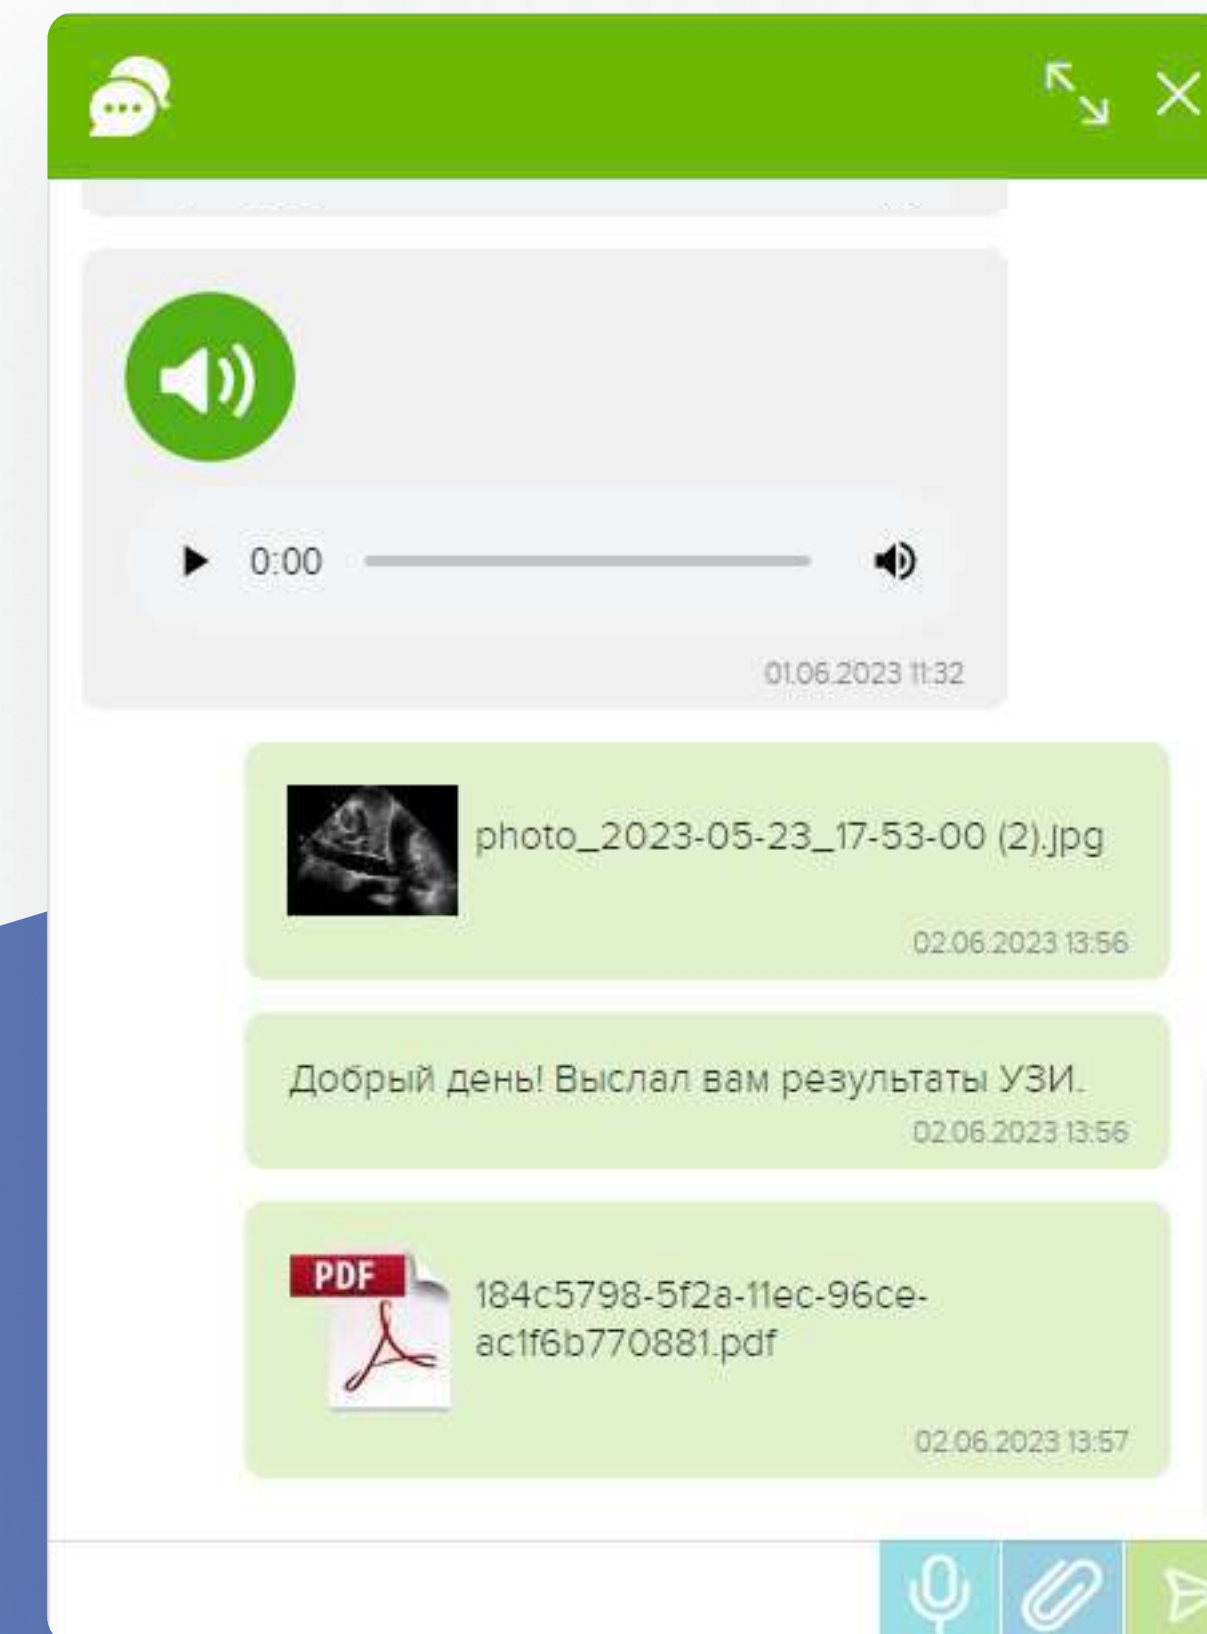 0:00
01.06.2023 11:32
photo_2023-05-23_17-53-00 (2).jpg
02.06.2023 13:56
Добрый день! Выслал вам результаты УЗИ.
02.06.2023 13:56
PDF
184c5798-5f2a-11ec-96ce-
ac1f6b770881.pdf
02.06.2023 13:57